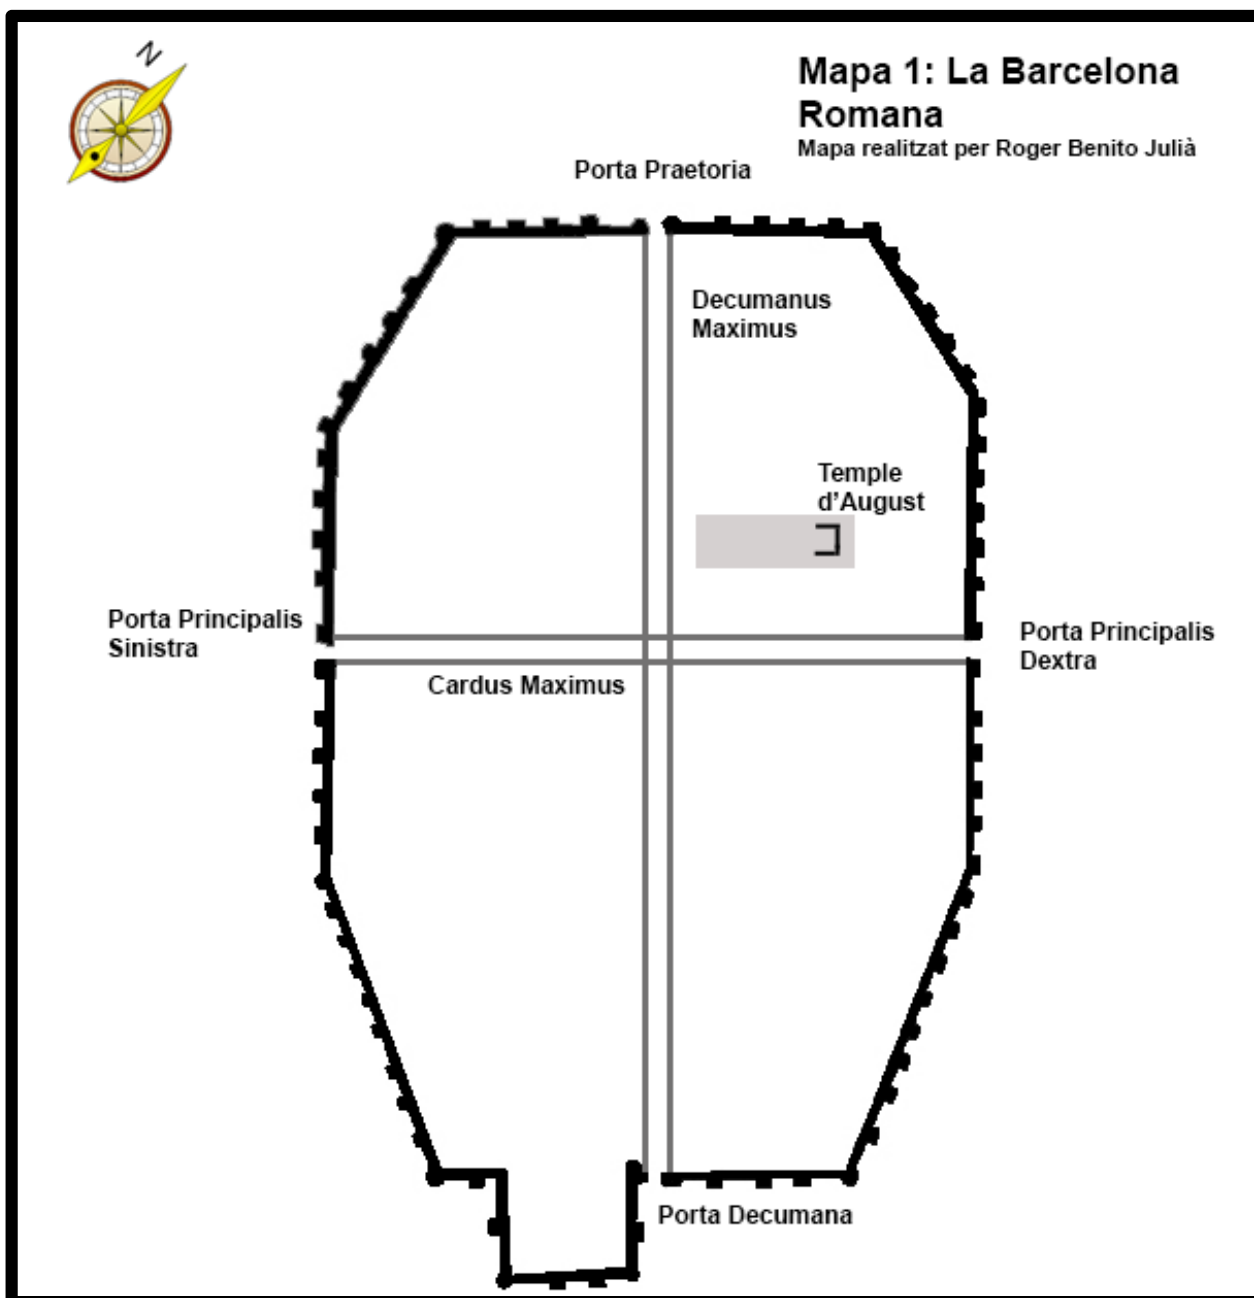 N
Mapa 1: La Barcelona
Romana
Mapa realitzat per Roger Benito Julià
Porta Praetoria
Decumanus
Maximus
Temple
d'August
Porta Principalis
Sinistra
Porta Principalis
Dextra
Cardus Maximus
Porta Decumana